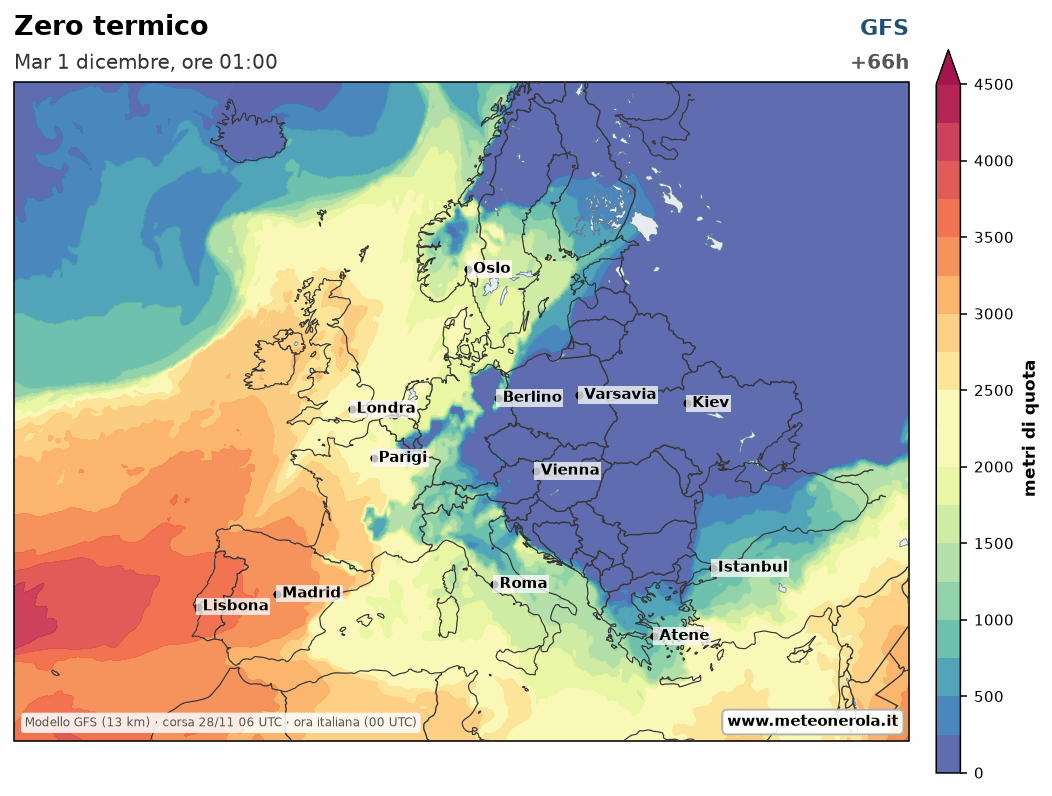 Zero termico
GFS
Mar 1 dicembre, ore 01:00
+66h
4500
4000
3500
3000
2500
2000
1500
1000
500
0
metri di quota
Oslo
Berlino
Varsavia
Kiev
Londra
Parigi
Vienna
Istanbul
Roma
Madrid
Lisbona
Atene
Modello GFS (13 km) · corsa 28/11 06 UTC · ora italiana (00 UTC)
www.meteonerola.it